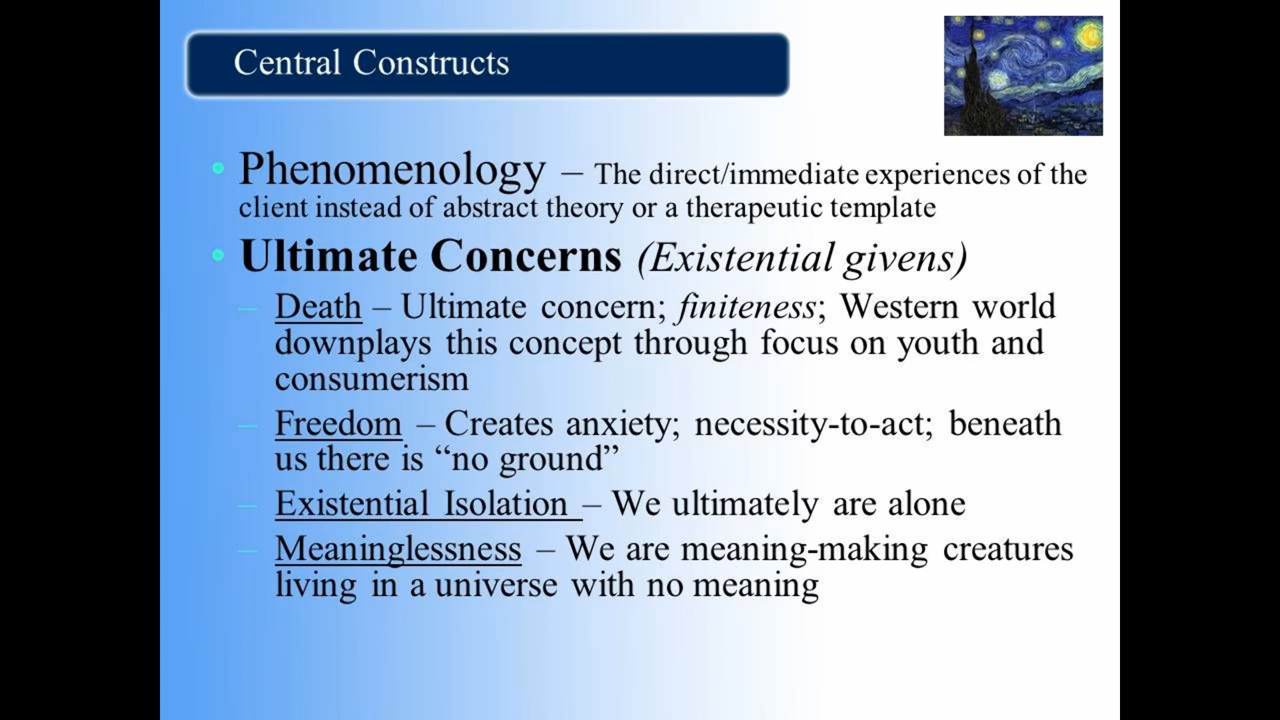 Central Constructs
• Phenomenology – The direct/immediate experiences of the
client instead of abstract theory or a therapeutic template
• Ultimate Concerns (Existential givens)
– Death – Ultimate concern; finiteness; Western world
downplays this concept through focus on youth and
consumerism
– Freedom – Creates anxiety; necessity-to-act; beneath
us there is “no ground”
– Existential Isolation – We ultimately are alone
– Meaninglessness – We are meaning-making creatures
living in a universe with no meaning